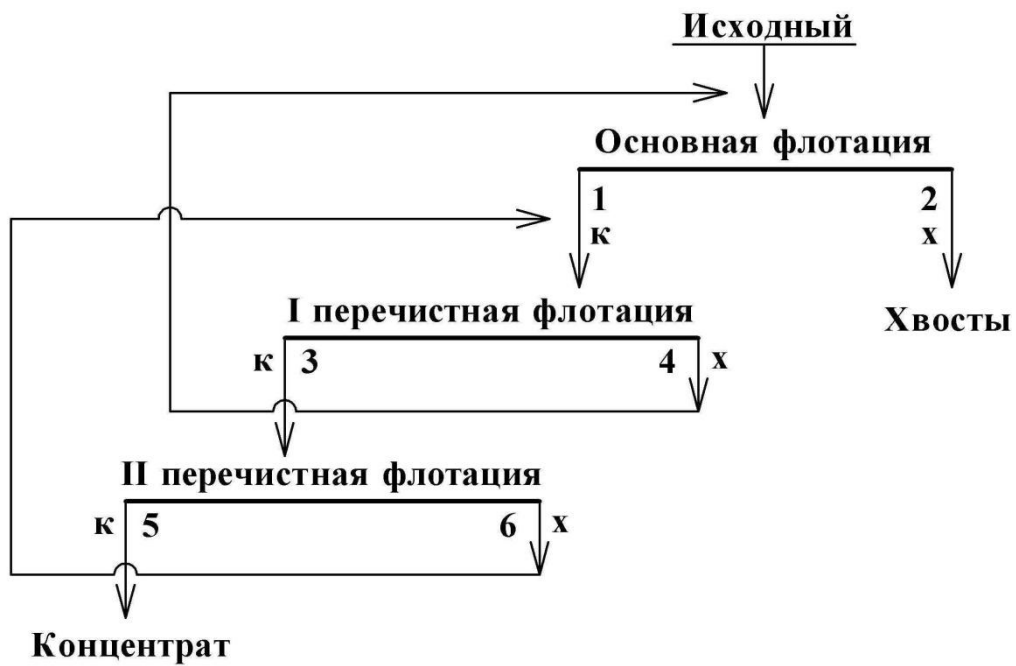 Исходный
Основная флотация
1
2
к
х
Хвосты
I перечистная флотация
к 3
4 х
II перечистная флотация
к 5
6 х
Концентрат